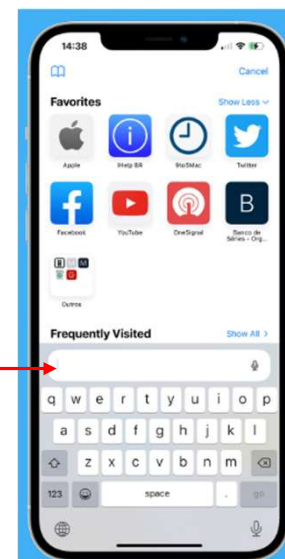 14:38
Cancel
Favorites
Show Less
Apple
iHelp BR
9to5Mac
Twitter
Facebook
YouTube
OneSignal
B
Banco de
Séries - Org...
Outros
Frequently Visited
Show All
q w e r t y u i o p
a s d f g h j k l
z x c v b n m
123
space
.
go